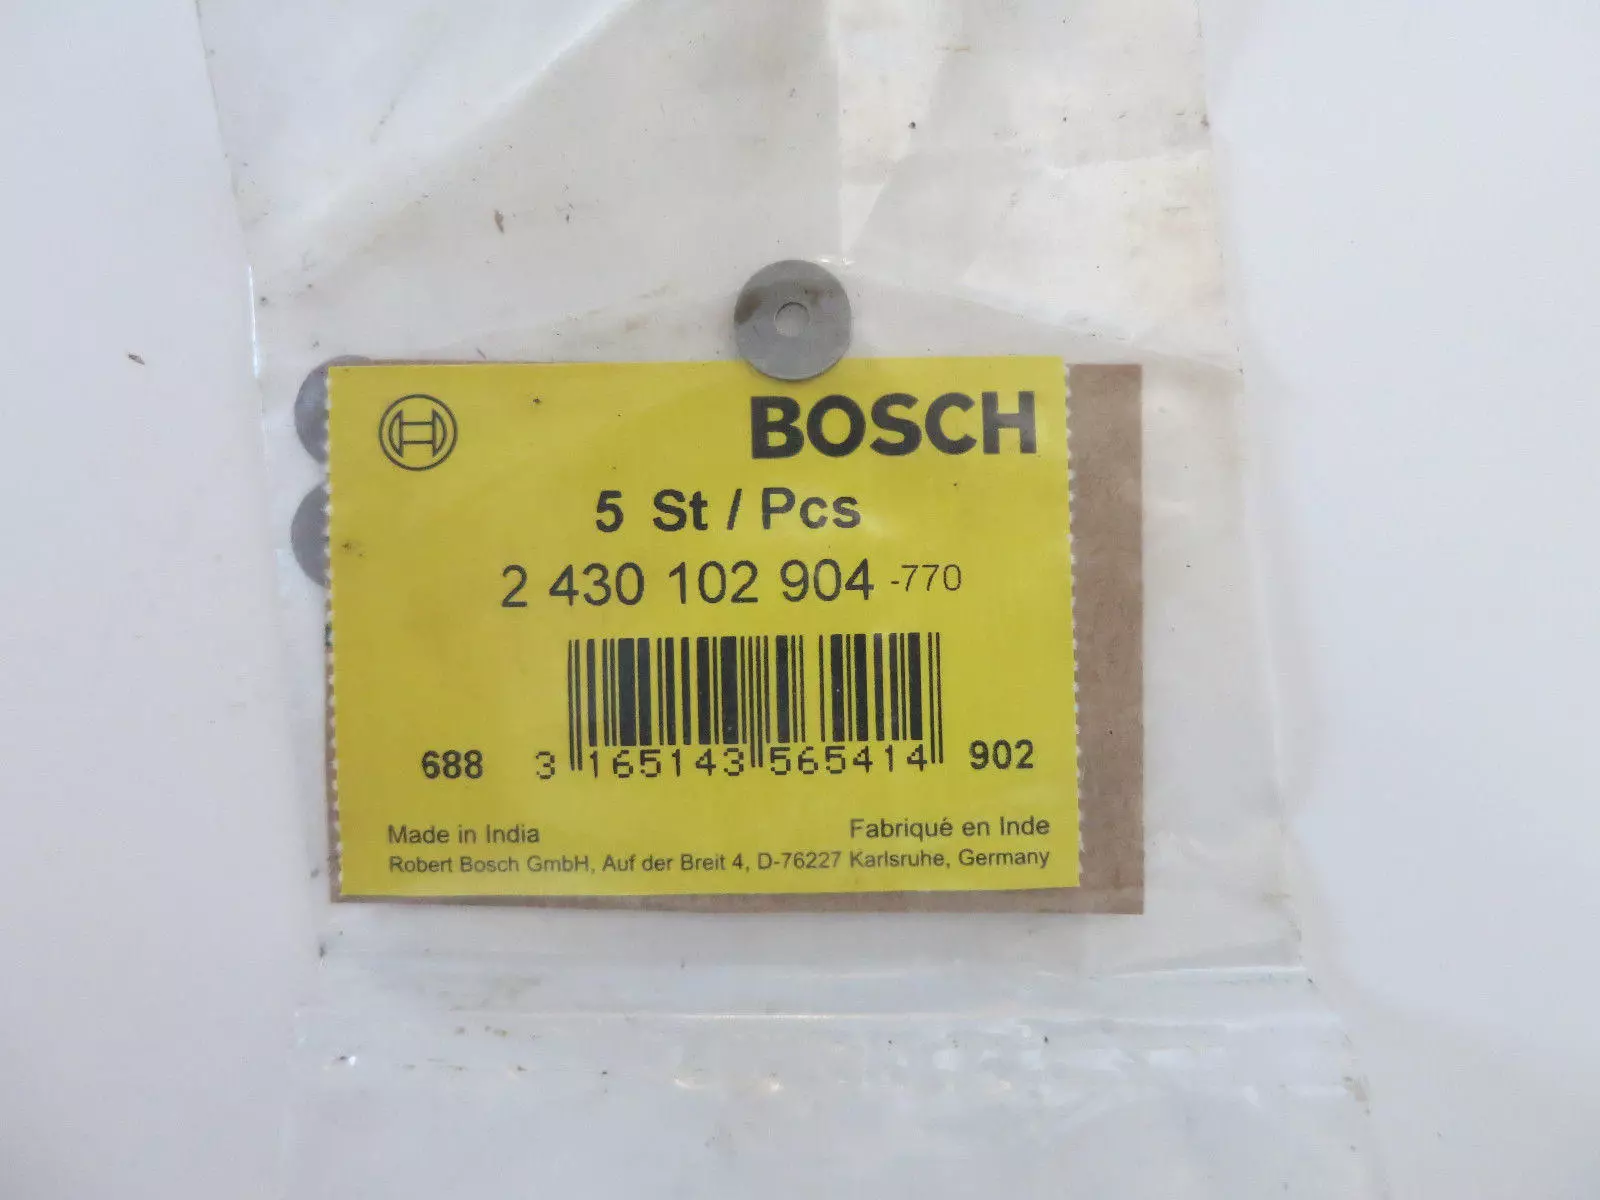 BOSCH
5 St / Pcs
2 430 102 904 -770
688 3 165143 565414 902
Made in India Fabriqué en Inde
Robert Bosch GmbH, Auf der Breit 4, D-76227 Karlsruhe, Germany